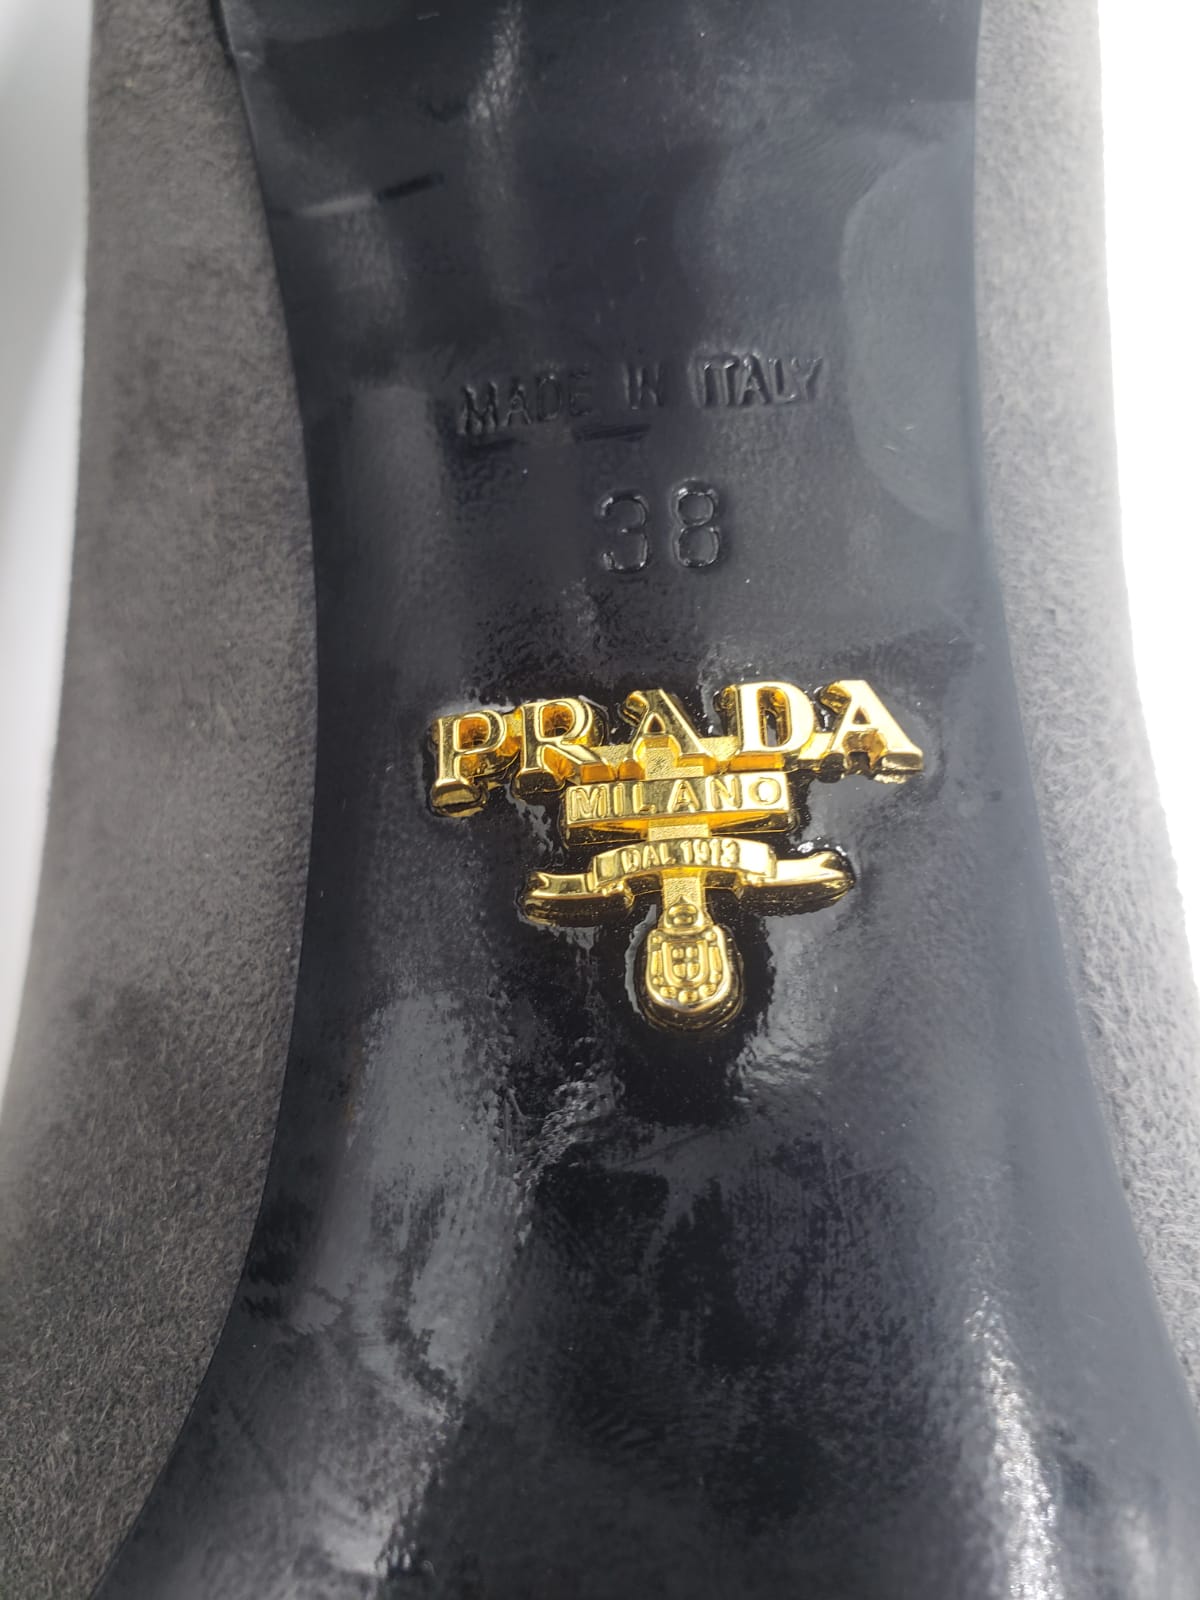 MADE IN ITALY
38
PRADA
MILANO
DAL 1913